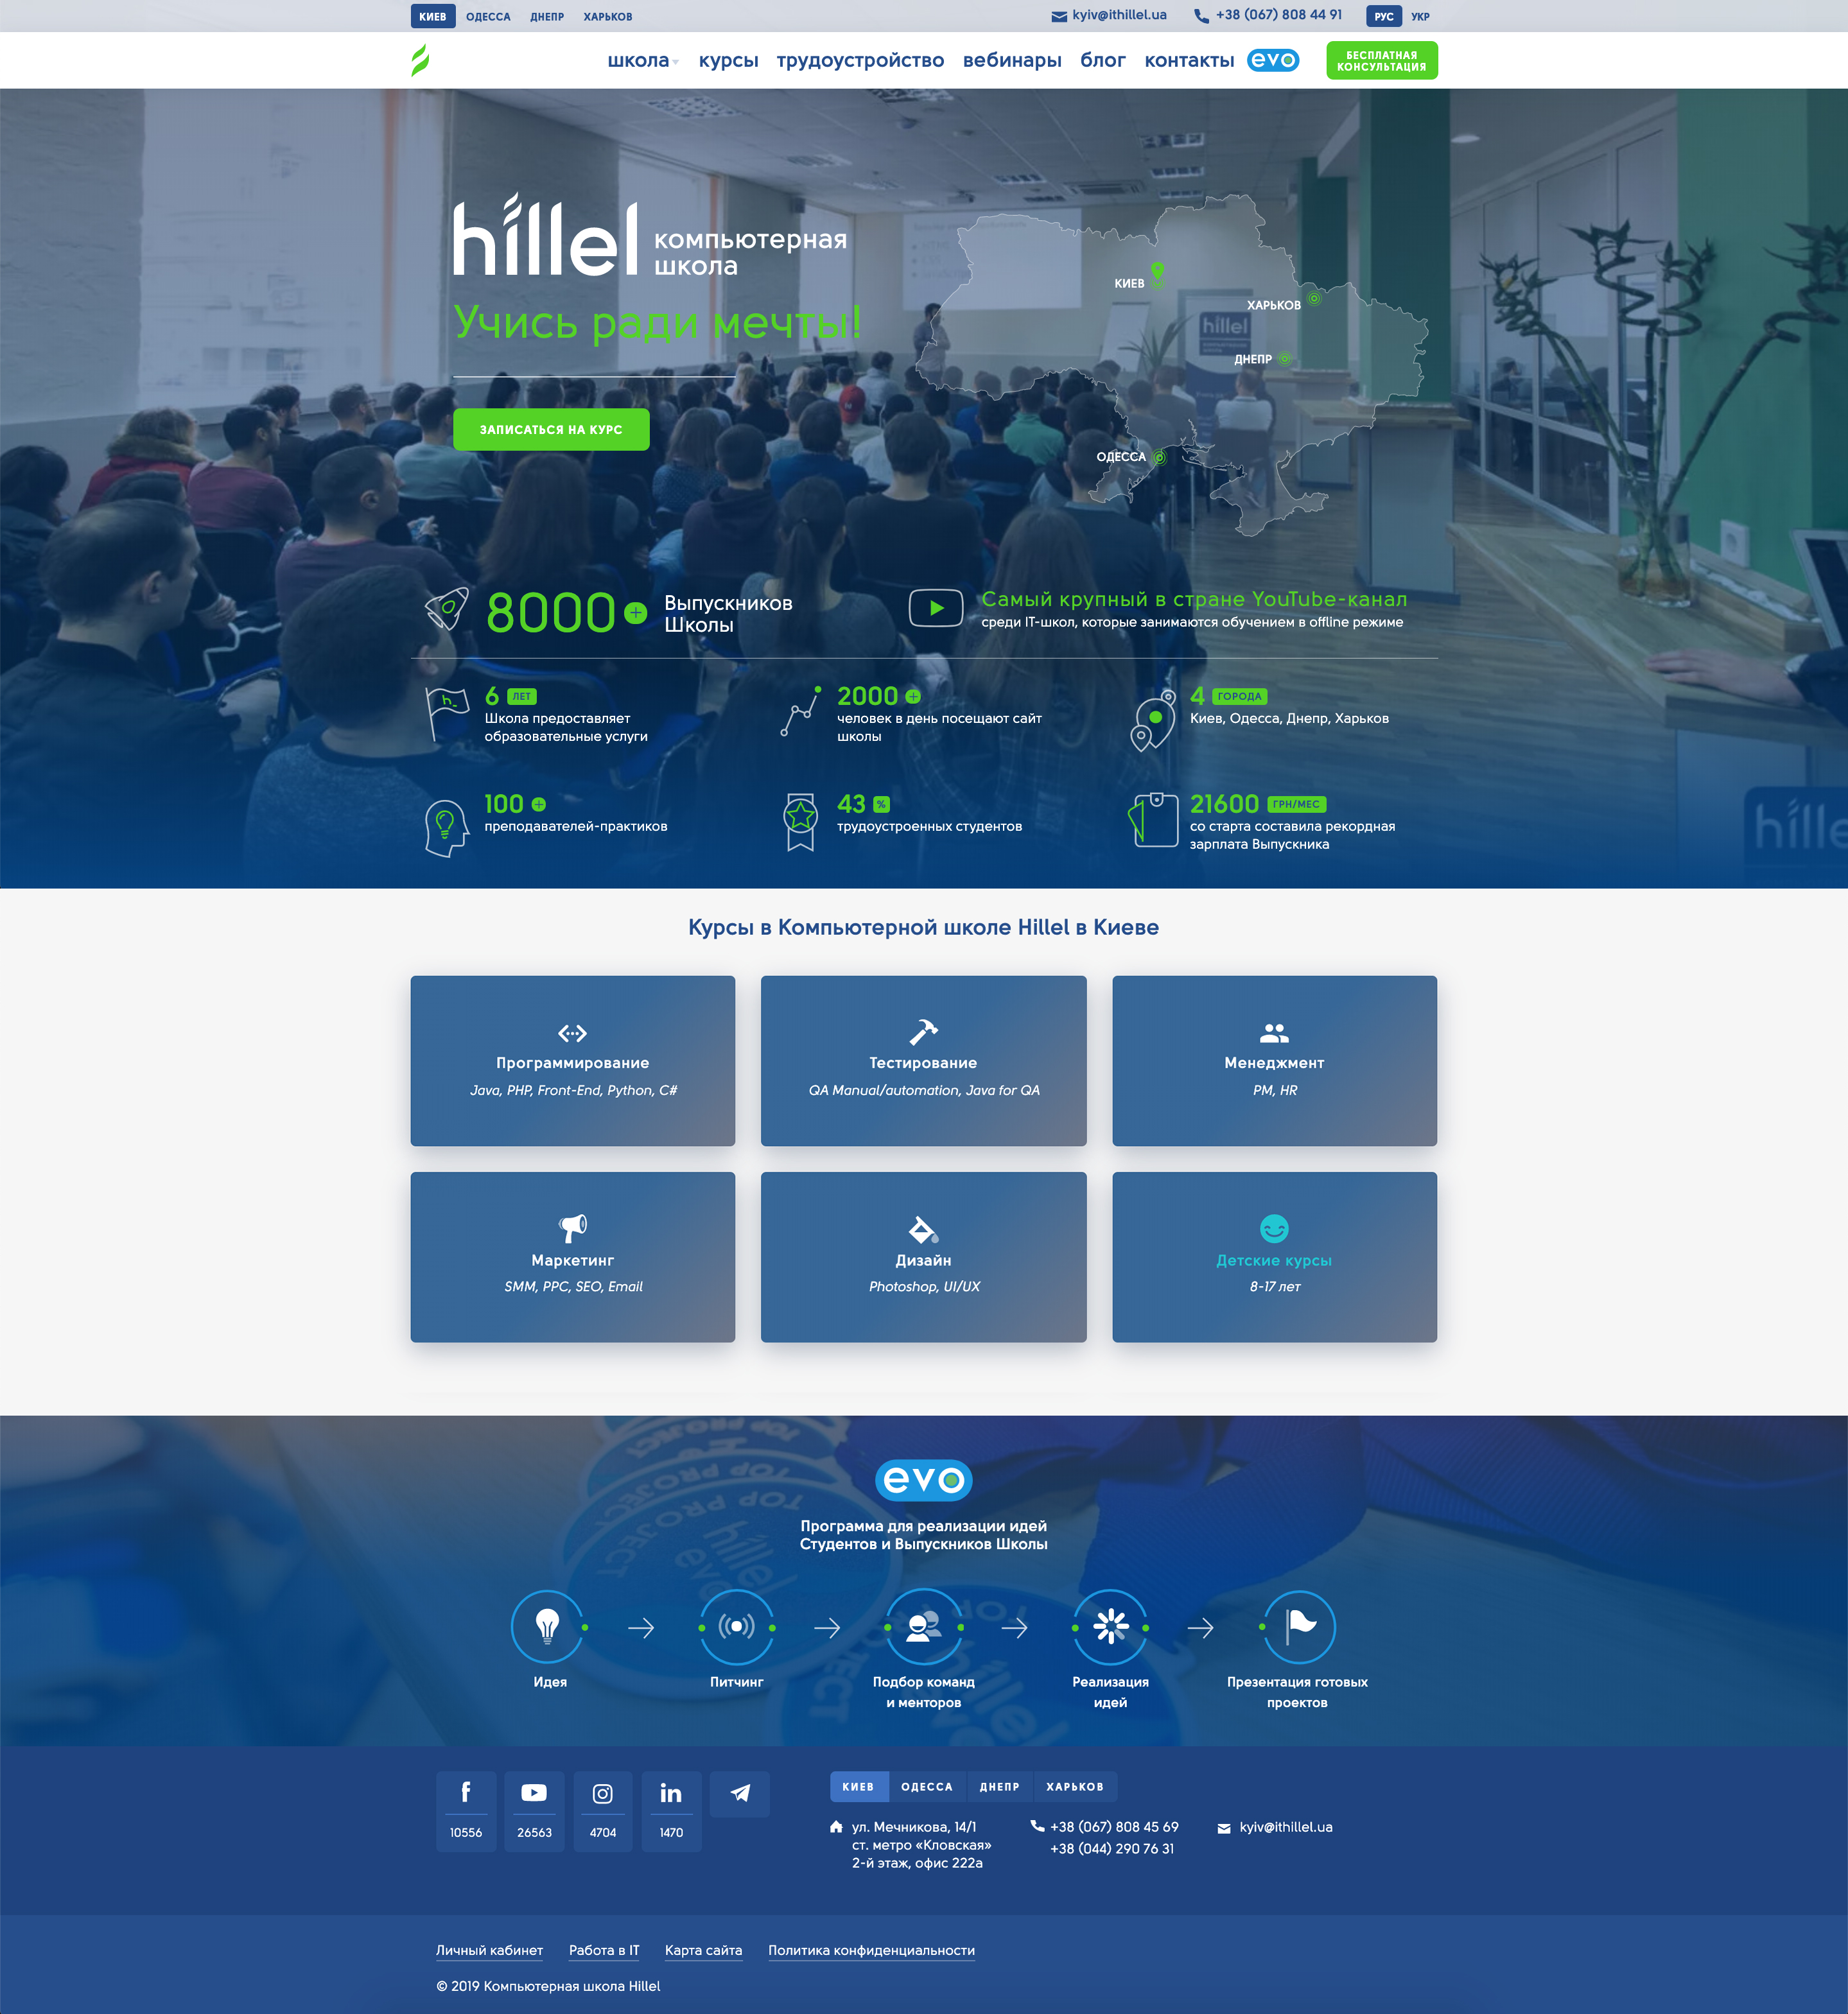 КИЕВ ОДЕССА ДНЕПР ХАРЬКОВ kyiv@ithillel.ua +38 (067) 808 44 91 РУС УКР
школа курсы трудоустройство вебинары блог контакты evo
БЕСПЛАТНАЯ
КОНСУЛЬТАЦИЯ
hillel компьютерная
школа
Учись ради мечты!
ЗАПИСАТЬСЯ НА КУРС
КИЕВ
ХАРЬКОВ
ДНЕПР
ОДЕССА
hillel
8000+ Выпускников
Школы
Самый крупный в стране YouTube-канал
среди IT-школ, которые занимаются обучением в offline режиме
6 ЛЕТ
Школа предоставляет
образовательные услуги
2000 +
человек в день посещают сайт
школы
4 ГОРОДА
Киев, Одесса, Днепр, Харьков
100 +
преподавателей-практиков
43 %
трудоустроенных студентов
21600 ГРН/МЕС
со старта составила рекордная
зарплата Выпускника
hille
Курсы в Компьютерной школе Hillel в Киеве
Программирование
Java, PHP, Front-End, Python, C#
Тестирование
QA Manual/automation, Java for QA
Менеджмент
PM, HR
Маркетинг
SMM, PPC, SEO, Email
Дизайн
Photoshop, UI/UX
Детские курсы
8-17 лет
evo
TOP PROJECT
hillel
evo
Программа для реализации идей
Студентов и Выпускников Школы
Идея
Питчинг
Подбор команд
и менторов
Реализация
идей
Презентация готовых
проектов
hillel
evo
10556 26563 4704 1470
КИЕВ ОДЕССА ДНЕПР ХАРЬКОВ
ул. Мечникова, 14/1
ст. метро «Кловская»
2-й этаж, офис 222а
+38 (067) 808 45 69
+38 (044) 290 76 31
kyiv@ithillel.ua
Личный кабинет Работа в IT Карта сайта Политика конфиденциальности
© 2019 Компьютерная школа Hillel